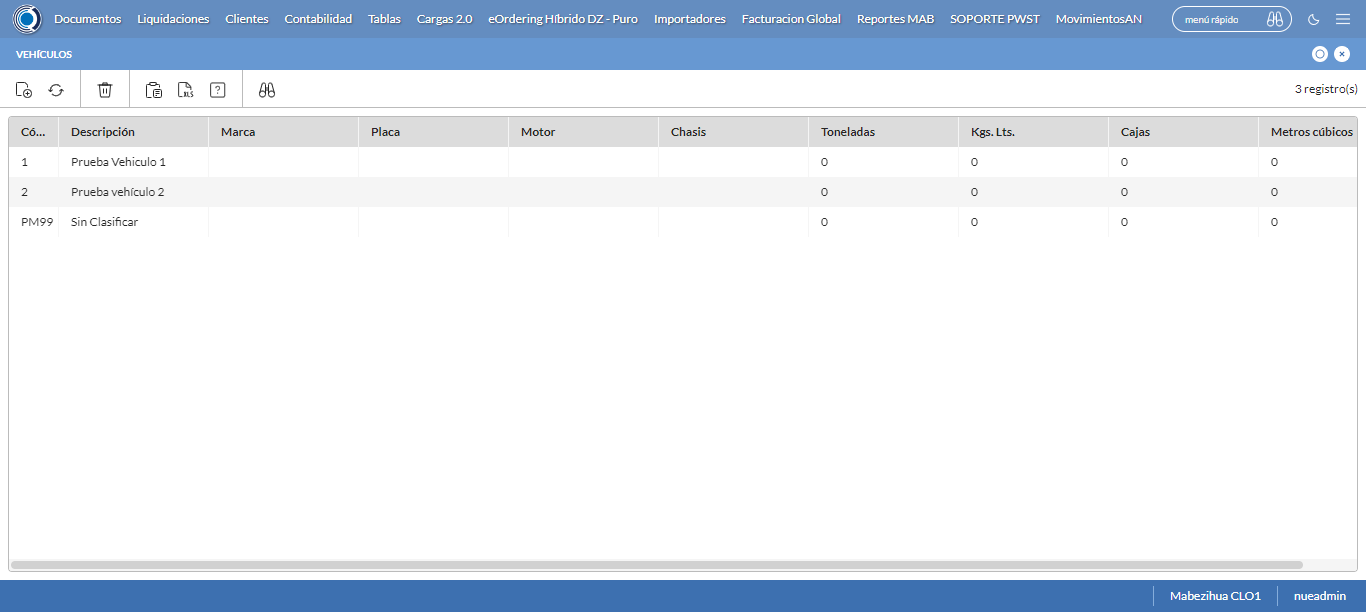 Documentos Liquidaciones Clientes Contabilidad Tablas Cargas 2.0 eOrdering Híbrido DZ - Puro Importadores Facturacion Global Reportes MAB SOPORTE PWST MovimientosAN menú rápido
VEHÍCULOS
XLS ? 3 registro(s)
Có... Descripción Marca Placa Motor Chasis Toneladas Kgs. Lts. Cajas Metros cúbicos
1 Prueba Vehiculo 1 0 0 0 0
2 Prueba vehículo 2 0 0 0 0
PM99 Sin Clasificar 0 0 0 0
Mabezihua CLO1 nueadmin